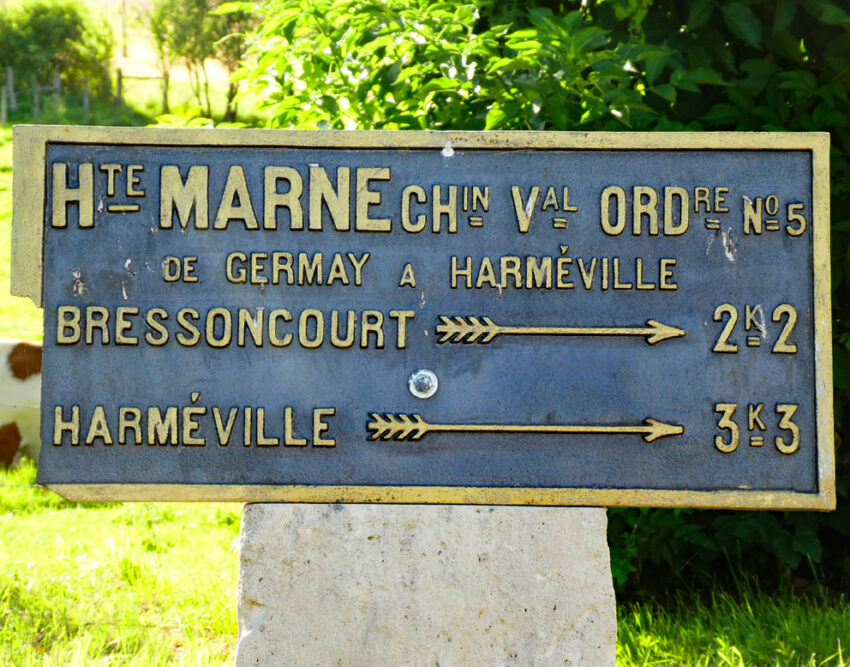 Hte MARNE CHin Val ORDre No 5
DE GERMAY A HARMÉVILLE
BRESSONCOURT 2K2
HARMÉVILLE 3K3